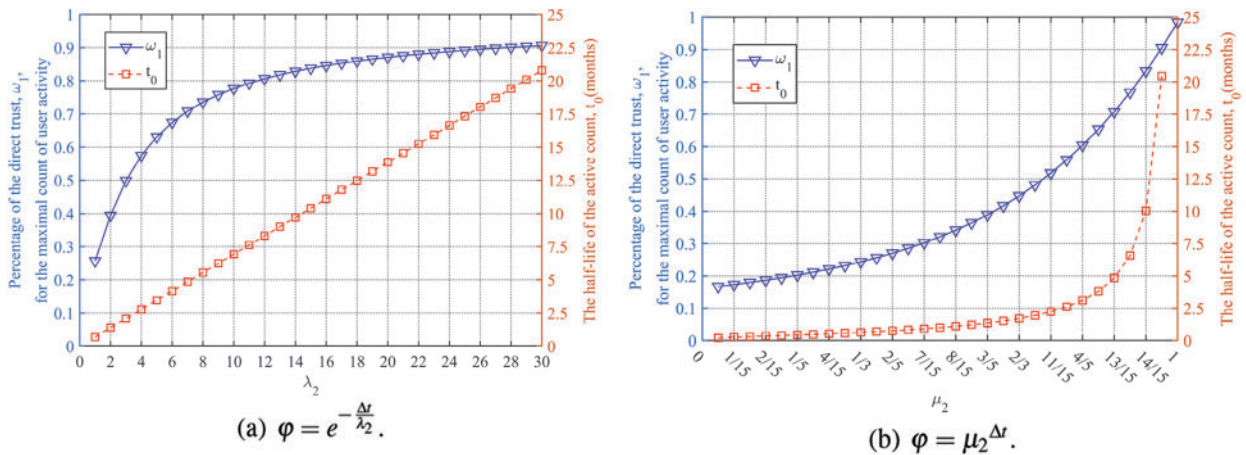 Percentage of the direct trust, ω1,
for the maximal count of user activity
1
0.9
0.8
0.7
0.6
0.5
0.4
0.3
0.2
0.1
0
ω1
t0
25
22.5
20
17.5
15
12.5
10
7.5
5
2.5
0
The half-life of the active count, t0(months)
0 2 4 6 8 10 12 14 16 18 20 22 24 26 28 30
λ2
(a) φ = e^{-Δt/λ2}.
Percentage of the direct trust, ω1,
for the maximal count of user activity
1
0.9
0.8
0.7
0.6
0.5
0.4
0.3
0.2
0.1
0
ω1
t0
25
22.5
20
17.5
15
12.5
10
7.5
5
2.5
0
The half-life of the active count, t0(months)
0 1/15 2/15 1/5 4/15 1/3 2/5 7/15 8/15 3/5 2/3 11/15 4/5 13/15 14/15 1
μ2
(b) φ = μ2^{Δt}.